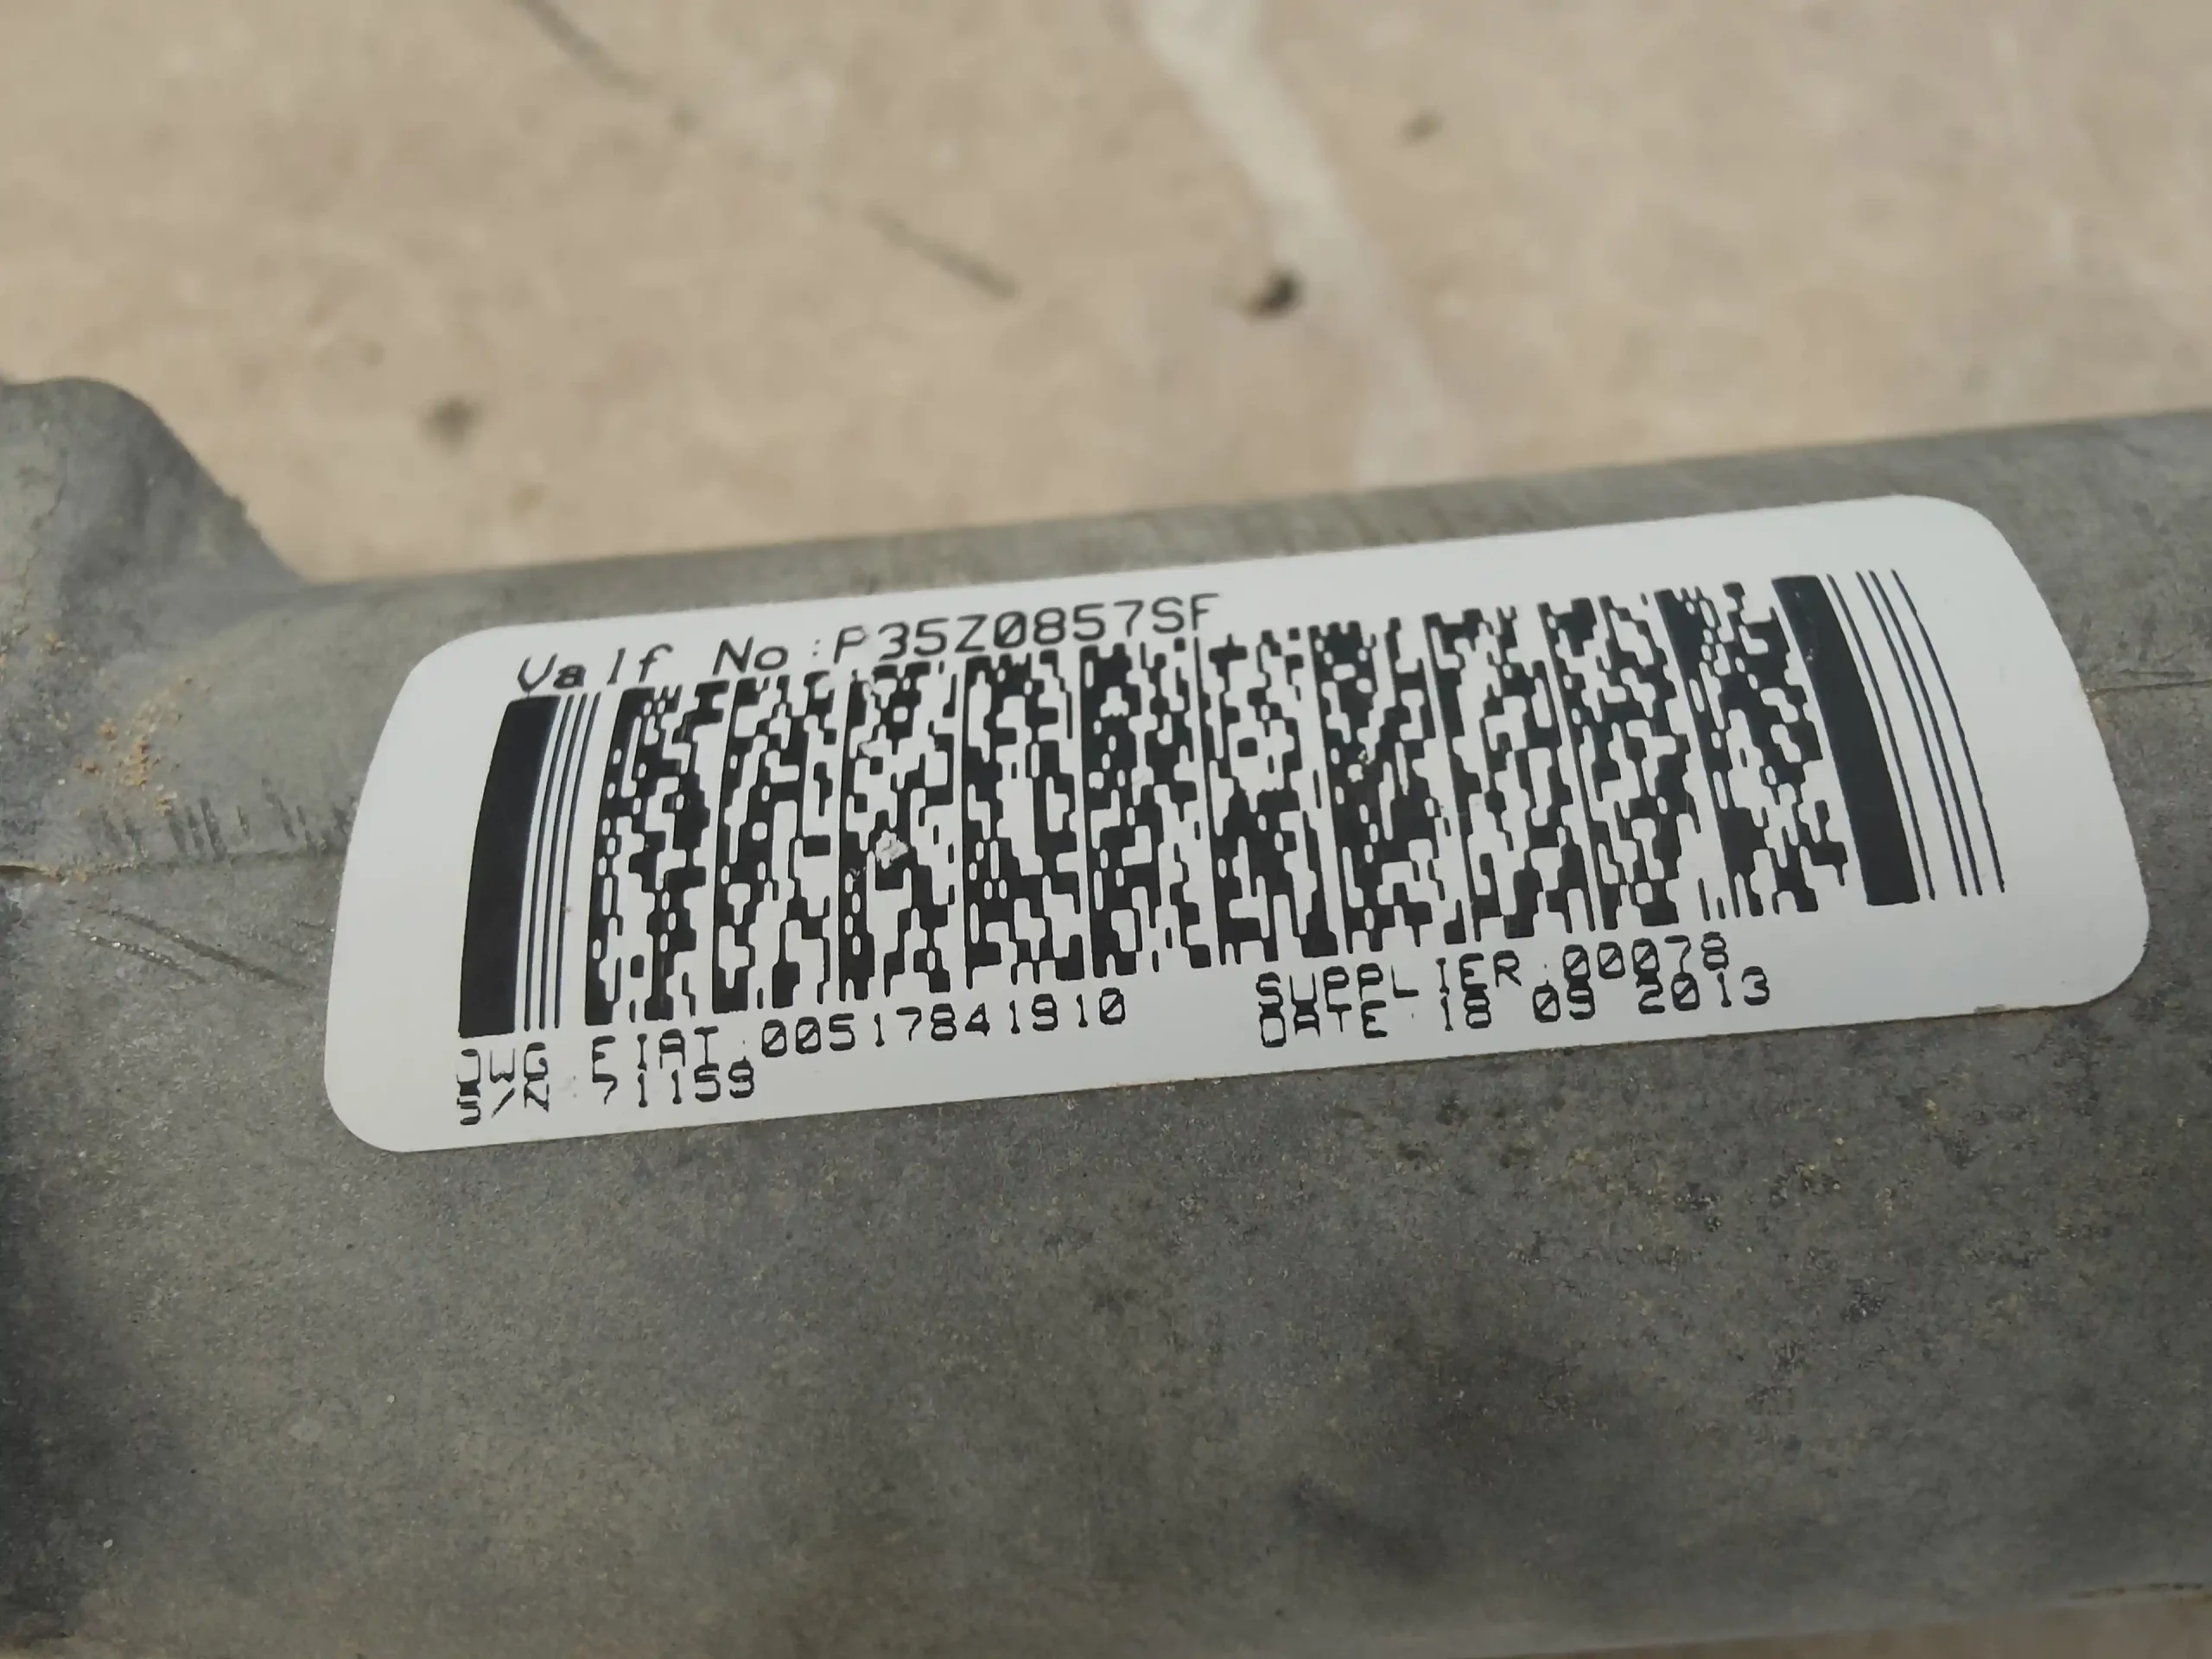 Valf No:P35Z0857SF
DWG FIAT:00517841910
S/N:71159
SUPPLIER:00078
DATE:18 09 2013